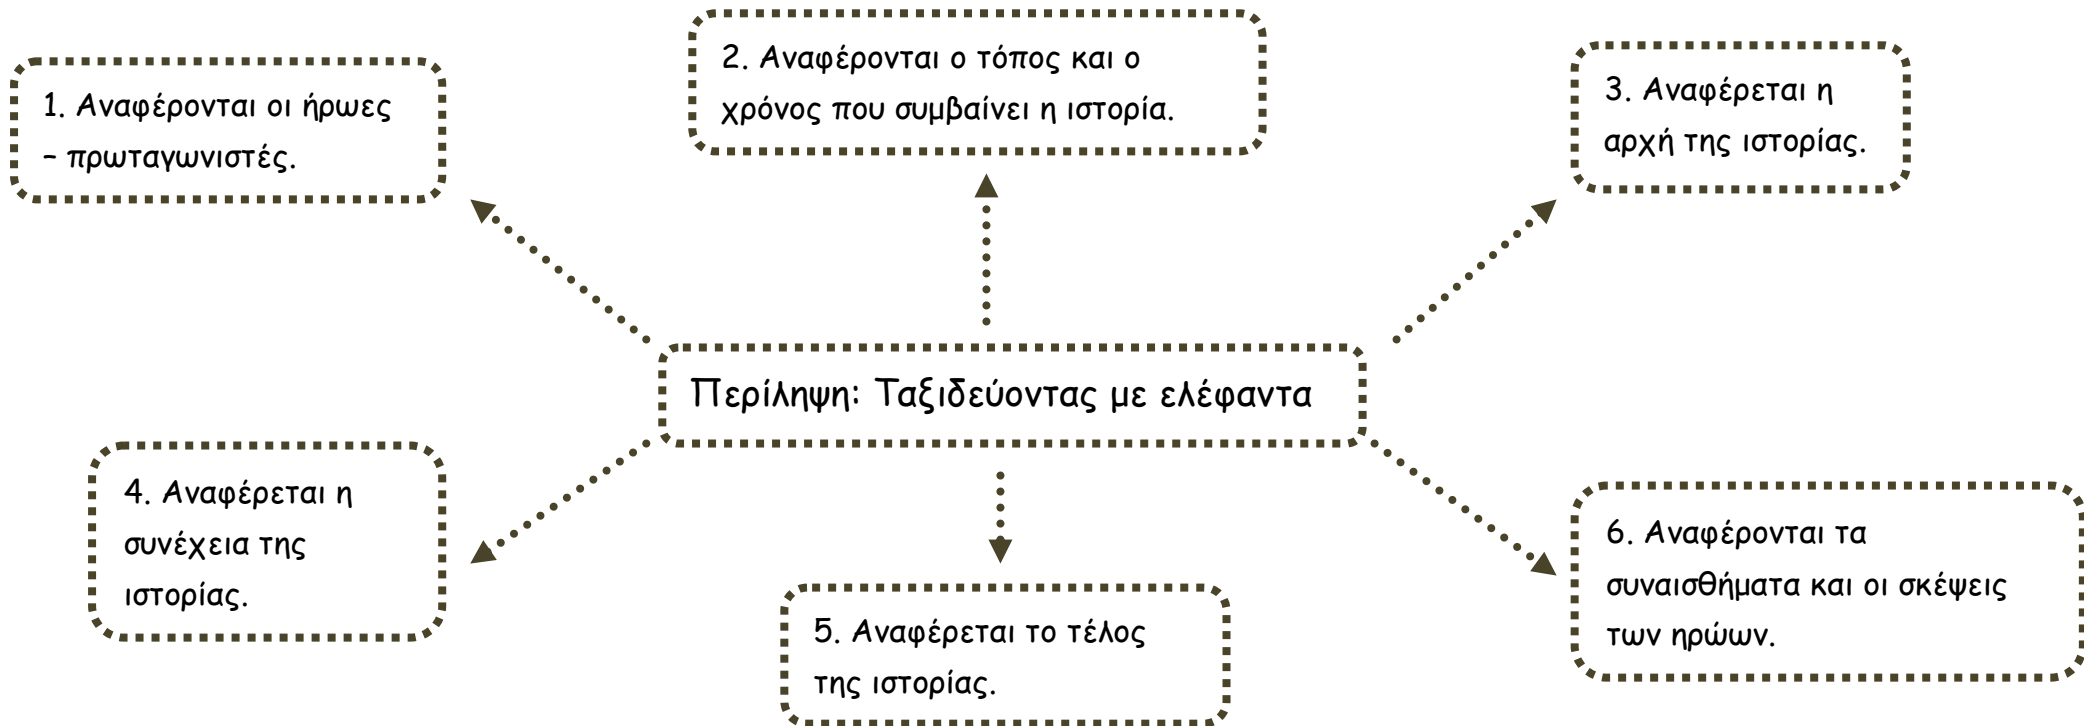 1. Αναφέρονται οι ήρωες
– πρωταγωνιστές.
2. Αναφέρονται ο τόπος και ο
χρόνος που συμβαίνει η ιστορία.
3. Αναφέρεται η
αρχή της ιστορίας.
Περίληψη: Ταξιδεύοντας με ελέφαντα
4. Αναφέρεται η
συνέχεια της
ιστορίας.
5. Αναφέρεται το τέλος
της ιστορίας.
6. Αναφέρονται τα
συναισθήματα και οι σκέψεις
των ηρώων.